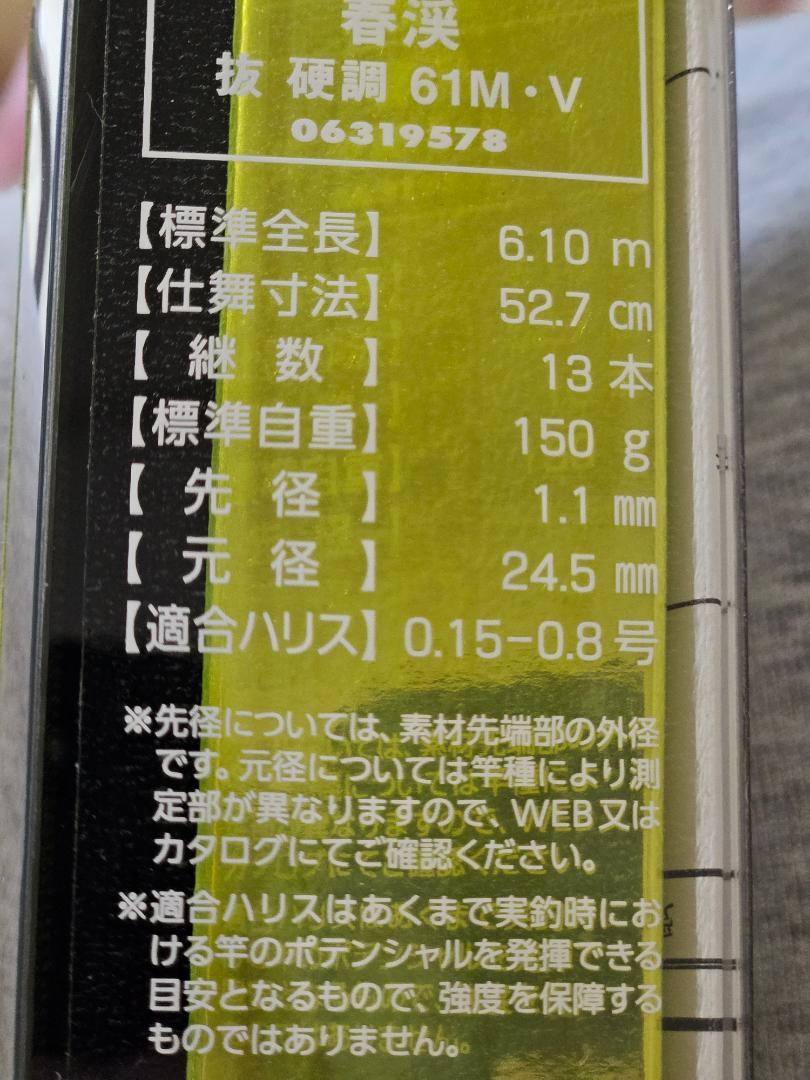 春渓
抜 硬調 61M・V
06319578
【標準全長】 6.10 m
【仕舞寸法】 52.7 cm
【継数】 13 本
【標準自重】 150 g
【先径】 1.1 mm
【元径】 24.5 mm
【適合ハリス】 0.15-0.8号
※先径については、素材先端部の外径
です。元径については竿種により測
定部が異なりますので、WEB又は
カタログにてご確認ください。
※適合ハリスはあくまで実釣時にお
ける竿のポテンシャルを発揮できる
目安となるもので、強度を保障する
ものではありません。